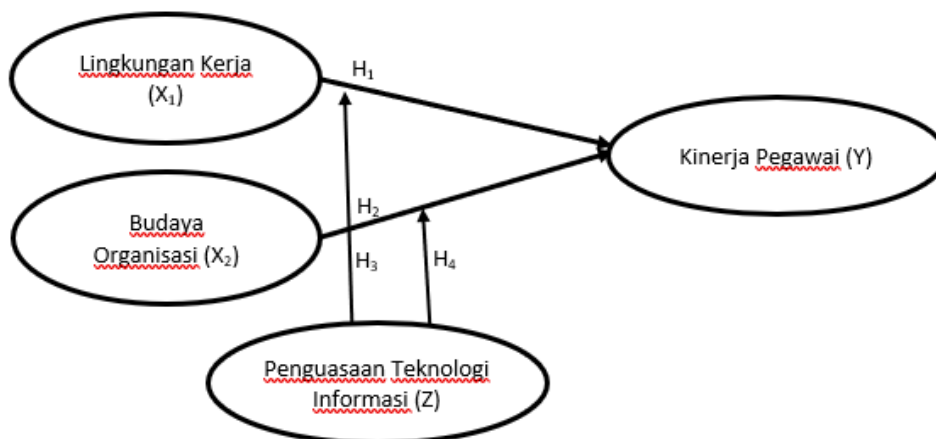 Lingkungan Kerja
(X₁)
H₁
Kinerja Pegawai (Y)
Budaya
Organisasi (X₂)
H₂
H₃
H₄
Penguasaan Teknologi
Informasi (Z)